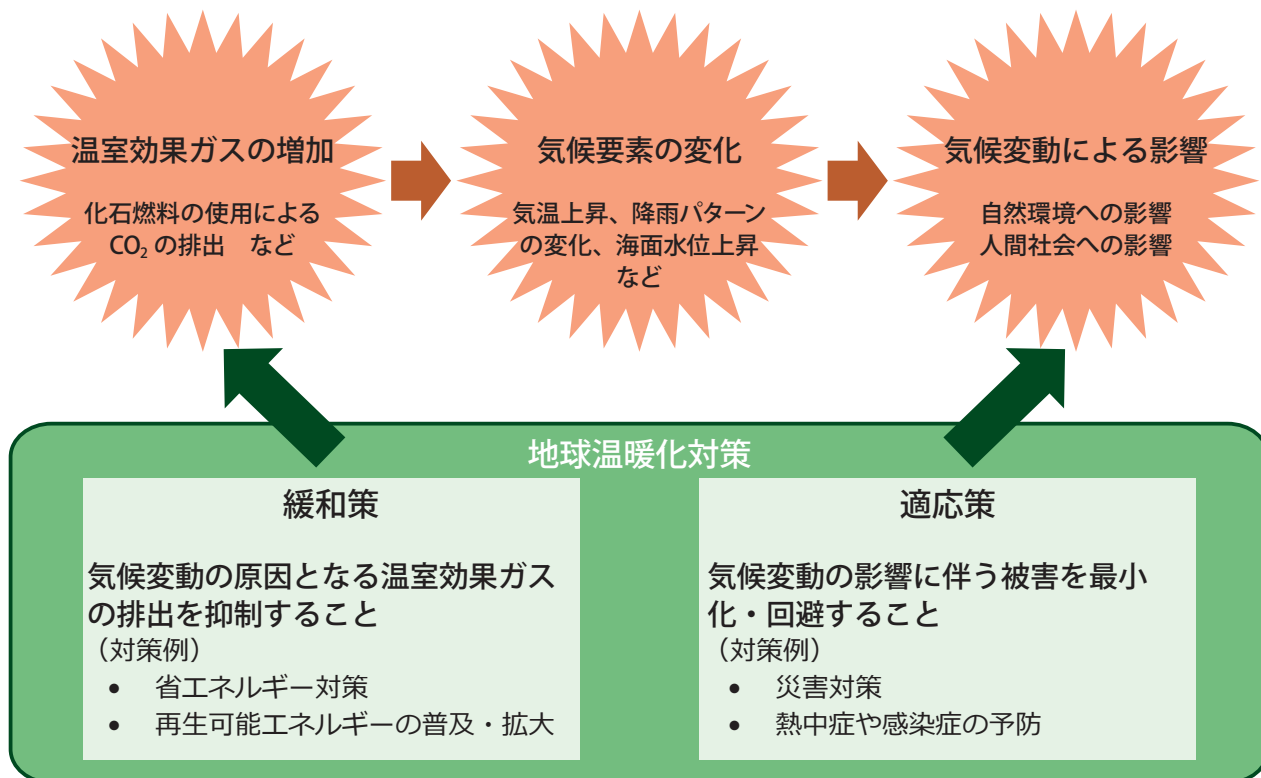 温室効果ガスの増加
化石燃料の使用による
CO₂ の排出　など
気候要素の変化
気温上昇、降雨パターン
の変化、海面水位上昇
など
気候変動による影響
自然環境への影響
人間社会への影響
地球温暖化対策
緩和策
気候変動の原因となる温室効果ガス
の排出を抑制すること
（対策例）
• 省エネルギー対策
• 再生可能エネルギーの普及・拡大
適応策
気候変動の影響に伴う被害を最小
化・回避すること
（対策例）
• 災害対策
• 熱中症や感染症の予防